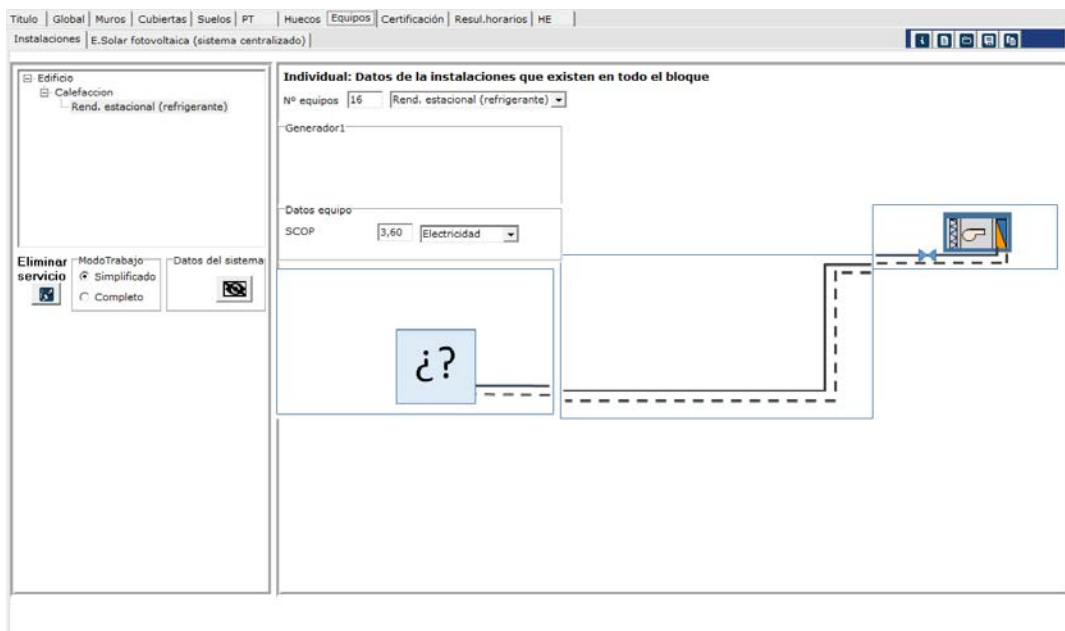 Titulo Global Muros Cubiertas Suelos PT Huecos Equipos Certificación Resul.horarios HE
Instalaciones E.Solar fotovoltaica (sistema centralizado)
Edificio
Calefaccion
Rend. estacional (refrigerante)
Eliminar servicio
ModoTrabajo
Simplificado
Completo
Datos del sistema
Individual: Datos de la instalaciones que existen en todo el bloque
Nº equipos 16 Rend. estacional (refrigerante)
Generador1
Datos equipo
SCOP 3,60 Electricidad
¿?